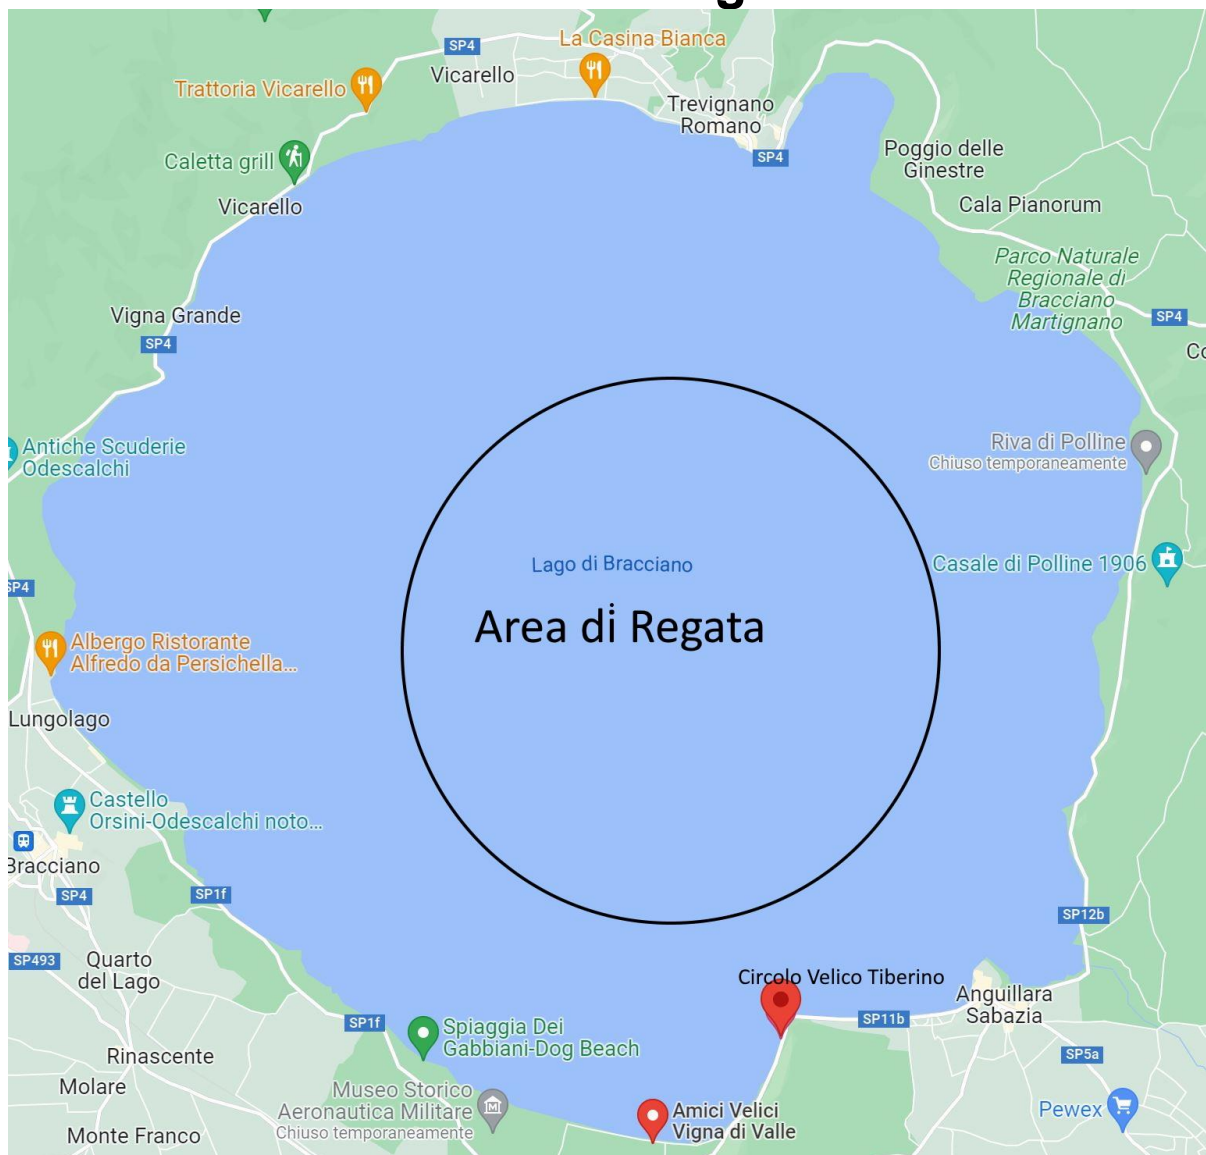 g
La Casina Bianca
SP4
Vicarello
Trattoria Vicarello
Trevignano
Romano
SP4
Poggio delle
Ginestre
Caletta grill
Vicarello
Cala Pianorum
Parco Naturale
Regionale di
Bracciano
Martignano
SP4
Vigna Grande
SP4
Co
Antiche Scuderie
Odescalchi
Riva di Polline
Chiuso temporaneamente
Lago di Bracciano
Casale di Polline 1906
SP4
Area di Regata
Albergo Ristorante
Alfredo da Persichella...
Lungolago
Castello
Orsini-Odescalchi noto...
Bracciano
SP4
SP1f
SP12b
SP493
Quarto
del Lago
Circolo Velico Tiberino
Anguillara
Sabazia
SP1f
SP11b
Spiaggia Dei
Gabbiani-Dog Beach
Rinascente
SP5a
Molare
Museo Storico
Aeronautica Militare
Chiuso temporaneamente
Amici Velici
Vigna di Valle
Pewex
Monte Franco